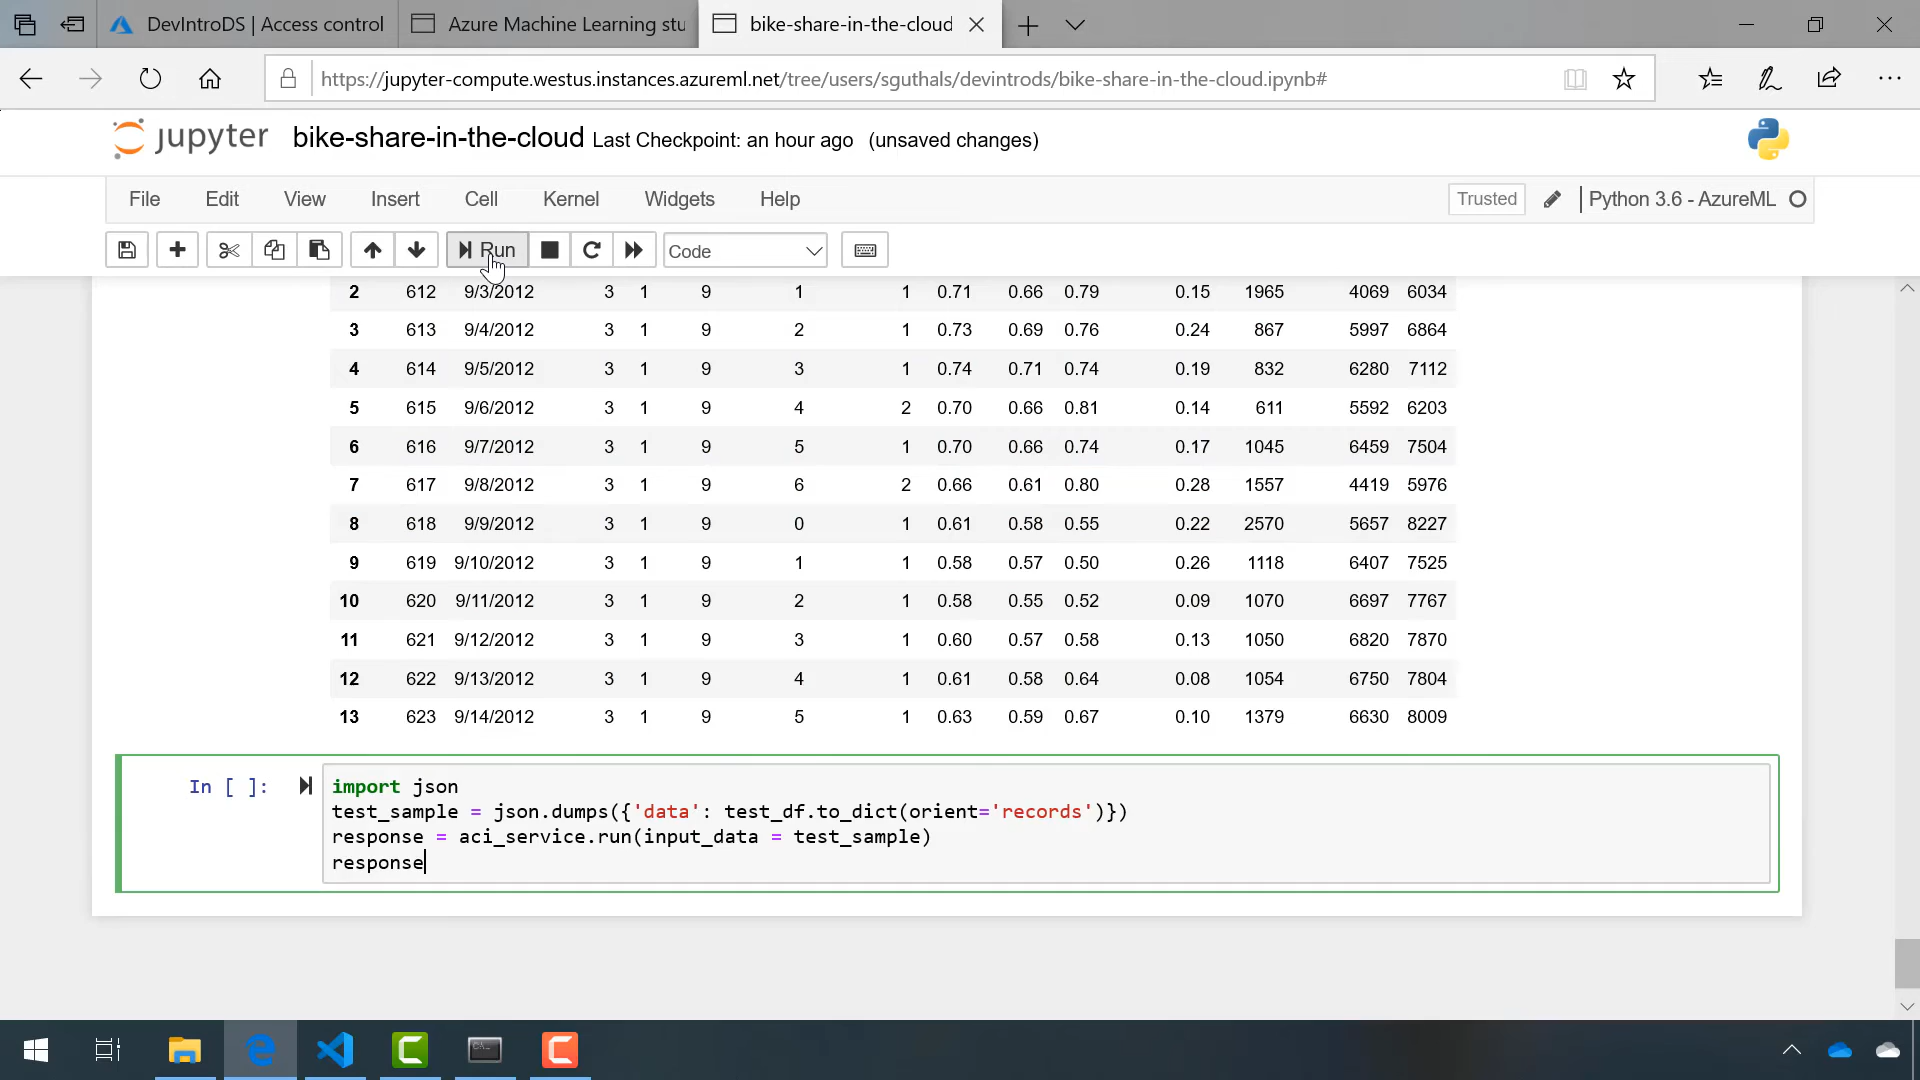 DevIntroDS | Access control
Azure Machine Learning stu
bike-share-in-the-cloud
https://jupyter-compute.westus.instances.azureml.net/tree/users/sguthals/devintrods/bike-share-in-the-cloud.ipynb#
jupyter bike-share-in-the-cloud Last Checkpoint: an hour ago (unsaved changes)
File Edit View Insert Cell Kernel Widgets Help Trusted Python 3.6 - AzureML
Run Code
2 612 9/3/2012 3 1 9 1 1 0.71 0.66 0.79 0.15 1965 4069 6034
3 613 9/4/2012 3 1 9 2 1 0.73 0.69 0.76 0.24 867 5997 6864
4 614 9/5/2012 3 1 9 3 1 0.74 0.71 0.74 0.19 832 6280 7112
5 615 9/6/2012 3 1 9 4 2 0.70 0.66 0.81 0.14 611 5592 6203
6 616 9/7/2012 3 1 9 5 1 0.70 0.66 0.74 0.17 1045 6459 7504
7 617 9/8/2012 3 1 9 6 2 0.66 0.61 0.80 0.28 1557 4419 5976
8 618 9/9/2012 3 1 9 0 1 0.61 0.58 0.55 0.22 2570 5657 8227
9 619 9/10/2012 3 1 9 1 1 0.58 0.57 0.50 0.26 1118 6407 7525
10 620 9/11/2012 3 1 9 2 1 0.58 0.55 0.52 0.09 1070 6697 7767
11 621 9/12/2012 3 1 9 3 1 0.60 0.57 0.58 0.13 1050 6820 7870
12 622 9/13/2012 3 1 9 4 1 0.61 0.58 0.64 0.08 1054 6750 7804
13 623 9/14/2012 3 1 9 5 1 0.63 0.59 0.67 0.10 1379 6630 8009
In [ ]: import json
test_sample = json.dumps({'data': test_df.to_dict(orient='records')})
response = aci_service.run(input_data = test_sample)
response